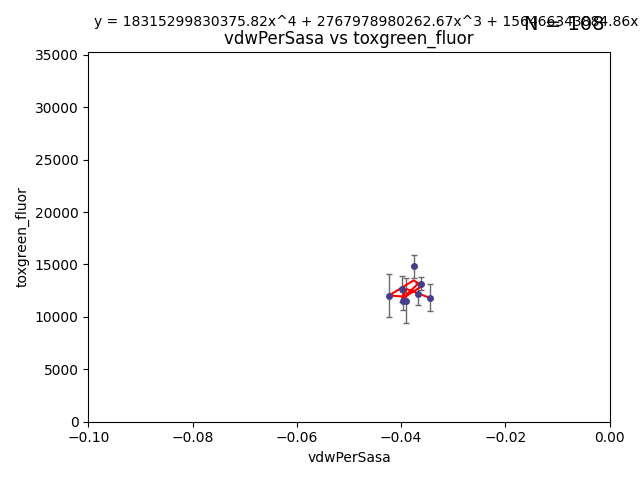 y = 18315299830375.82x^4 + 2767978980262.67x^3 +
N = 108
vdwPerSasa vs toxgreen_fluor
35000
30000
25000
20000
15000
10000
5000
0
toxgreen_fluor
−0.10
−0.08
−0.06
−0.04
−0.02
0.00
vdwPerSasa